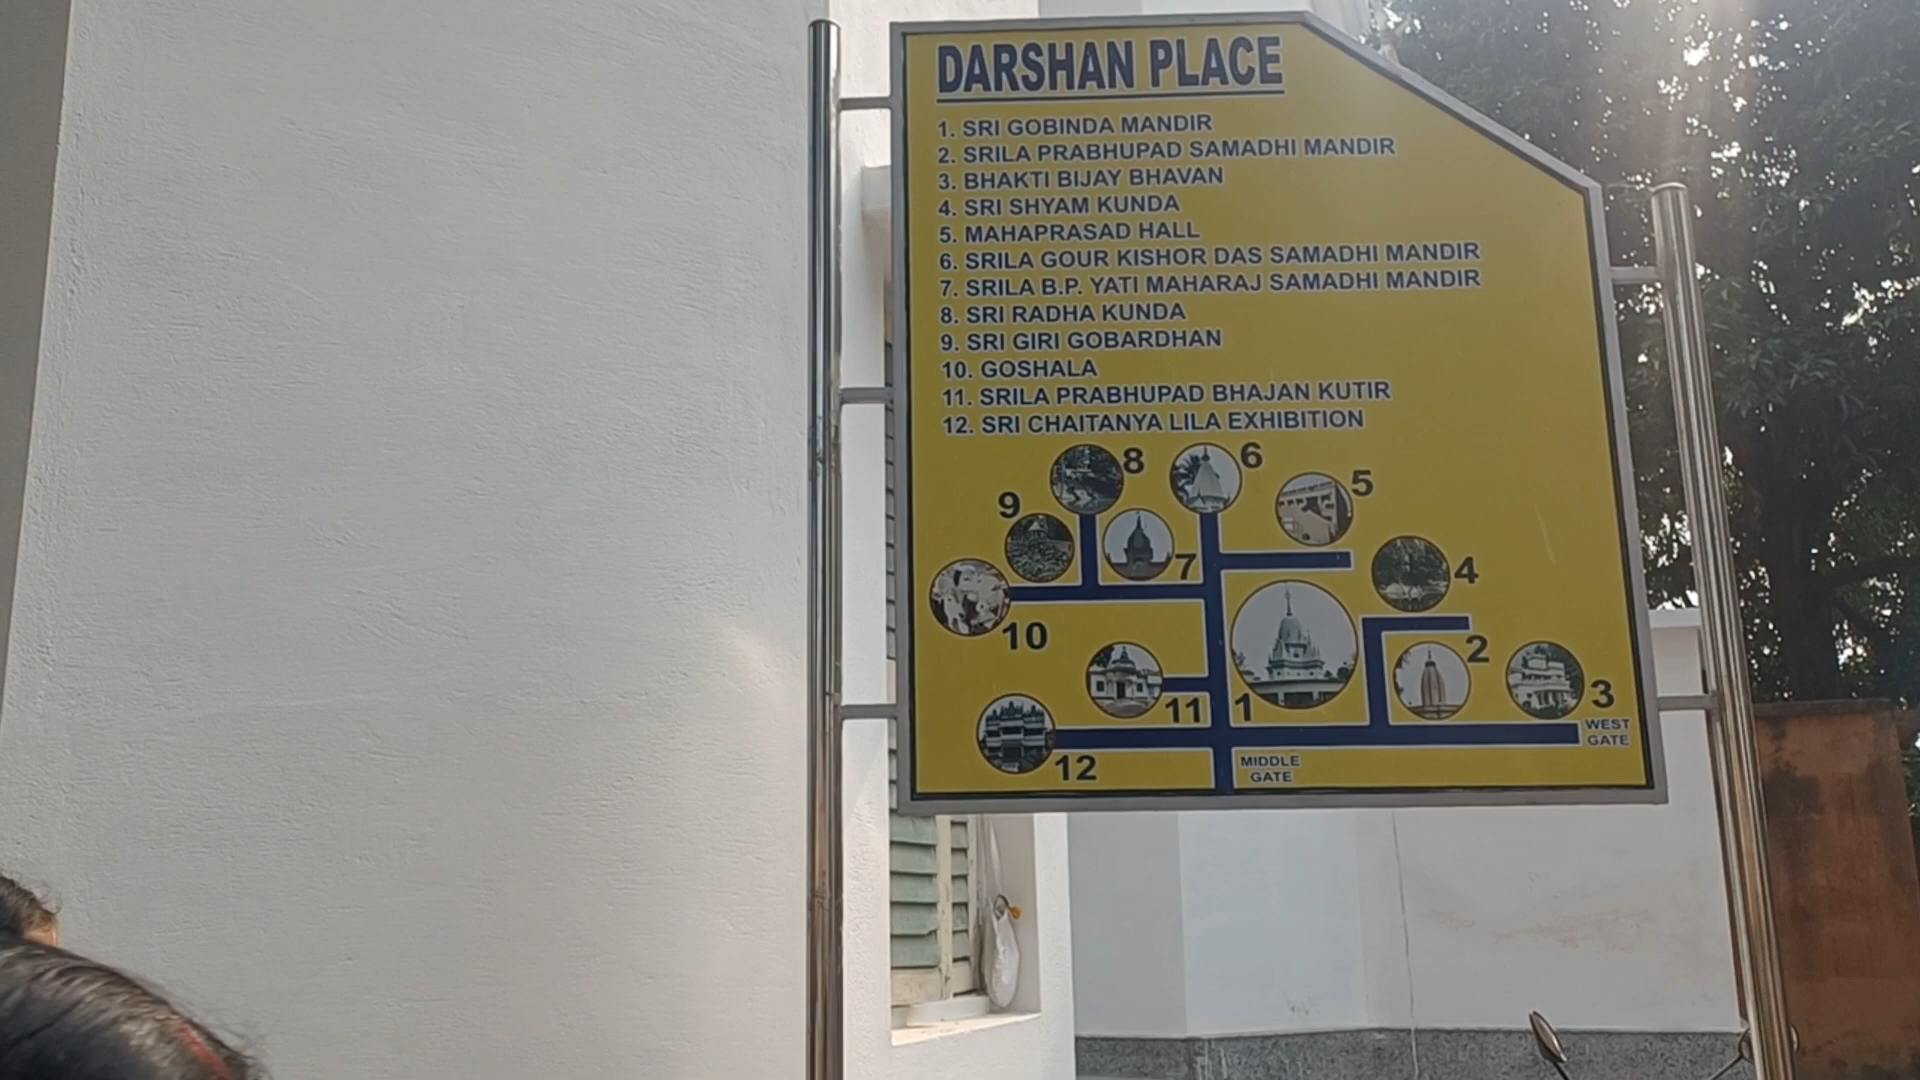 DARSHAN PLACE
1. SRI GOBINDA MANDIR
2. SRILA PRABHUPAD SAMADHI MANDIR
3. BHAKTI BIJAY BHAVAN
4. SRI SHYAM KUNDA
5. MAHAPRASAD HALL
6. SRILA GOUR KISHOR DAS SAMADHI MANDIR
7. SRILA B.P. YATI MAHARAJ SAMADHI MANDIR
8. SRI RADHA KUNDA
9. SRI GIRI GOBARDHAN
10. GOSHALA
11. SRILA PRABHUPAD BHAJAN KUTIR
12. SRI CHAITANYA LILA EXHIBITION
8
6
5
9
7
4
10
2
3
11
1
WEST
GATE
12
MIDDLE
GATE